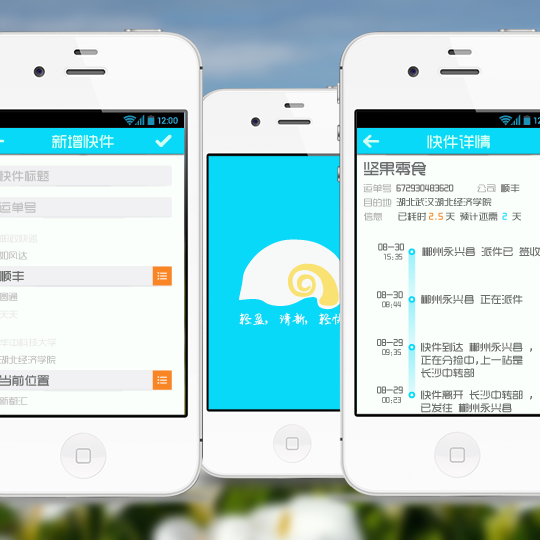 12:00
新增快件
快件标题
运单号
如风达
顺丰
圆通
天天
华中科技大学
湖北经济学院
当前位置
新都汇
轻盈，清新，轻快
12
快件详情
坚果零食
运单号 672930483620 公司 顺丰
目的地 湖北武汉湖北经济学院
信息 已耗时 2.5 天 预计还需 2 天
08-30
15:35
郴州永兴县 派件已 签收
08-30
08:44
郴州永兴县 正在派件
08-29
09:35
快件到达 郴州永兴县，
正在分捡中,上一站是
长沙中转部
08-29
00:23
快件离开 长沙中转部，
已发往 郴州永兴县